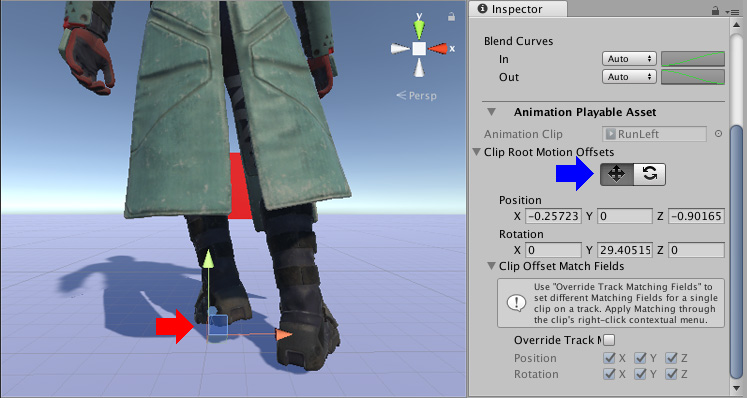 y
x
Persp
Inspector
Blend Curves
In Auto
Out Auto
Animation Playable Asset
Animation Clip RunLeft
Clip Root Motion Offsets
Position
X -0.25723 Y 0 Z -0.90165
Rotation
X 0 Y 29.40515 Z 0
Clip Offset Match Fields
Use "Override Track Matching Fields" to
set different Matching Fields for a single
clip on a track. Apply Matching through
the clip's right-click contextual menu.
Override Track M
Position X Y Z
Rotation X Y Z